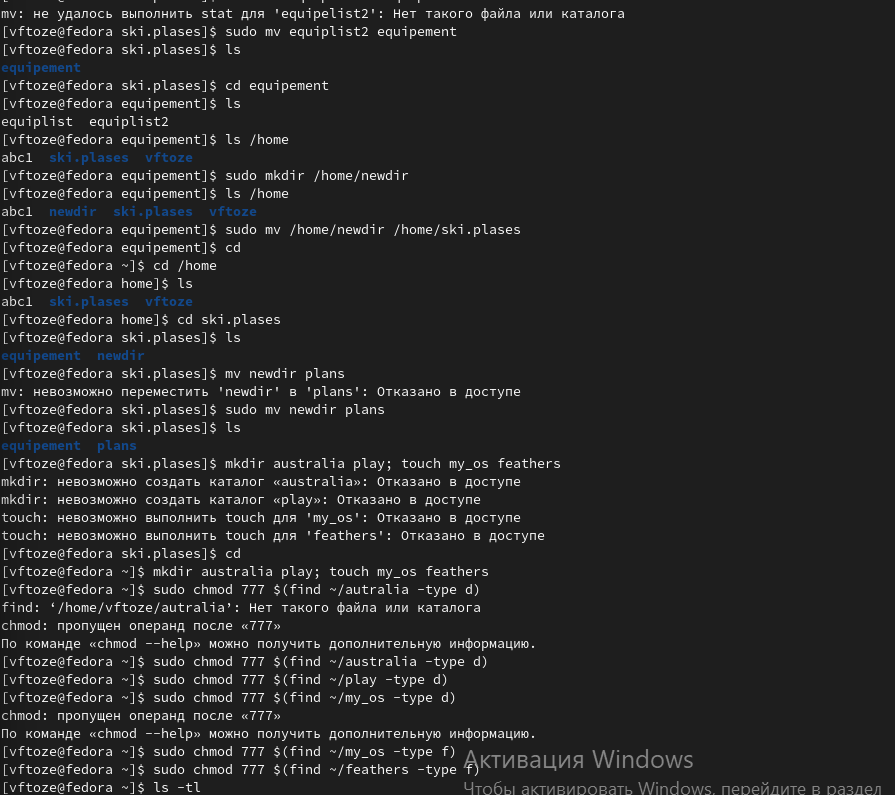 mv: не удалось выполнить stat для 'equipelist2': Нет такого файла или каталога
[vftoze@fedora ski.plases]$ sudo mv equiplist2 equipement
[vftoze@fedora ski.plases]$ ls
equipement
[vftoze@fedora ski.plases]$ cd equipement
[vftoze@fedora equipement]$ ls
equiplist  equiplist2
[vftoze@fedora equipement]$ ls /home
abc1  ski.plases  vftoze
[vftoze@fedora equipement]$ sudo mkdir /home/newdir
[vftoze@fedora equipement]$ ls /home
abc1  newdir  ski.plases  vftoze
[vftoze@fedora equipement]$ sudo mv /home/newdir /home/ski.plases
[vftoze@fedora equipement]$ cd
[vftoze@fedora ~]$ cd /home
[vftoze@fedora home]$ ls
abc1  ski.plases  vftoze
[vftoze@fedora home]$ cd ski.plases
[vftoze@fedora ski.plases]$ ls
equipement  newdir
[vftoze@fedora ski.plases]$ mv newdir plans
mv: невозможно переместить 'newdir' в 'plans': Отказано в доступе
[vftoze@fedora ski.plases]$ sudo mv newdir plans
[vftoze@fedora ski.plases]$ ls
equipement  plans
[vftoze@fedora ski.plases]$ mkdir australia play; touch my_os feathers
mkdir: невозможно создать каталог «australia»: Отказано в доступе
mkdir: невозможно создать каталог «play»: Отказано в доступе
touch: невозможно выполнить touch для 'my_os': Отказано в доступе
touch: невозможно выполнить touch для 'feathers': Отказано в доступе
[vftoze@fedora ski.plases]$ cd
[vftoze@fedora ~]$ mkdir australia play; touch my_os feathers
[vftoze@fedora ~]$ sudo chmod 777 $(find ~/autralia -type d)
find: ‘/home/vftoze/autralia’: Нет такого файла или каталога
chmod: пропущен операнд после «777»
По команде «chmod --help» можно получить дополнительную информацию.
[vftoze@fedora ~]$ sudo chmod 777 $(find ~/australia -type d)
[vftoze@fedora ~]$ sudo chmod 777 $(find ~/play -type d)
[vftoze@fedora ~]$ sudo chmod 777 $(find ~/my_os -type d)
chmod: пропущен операнд после «777»
По команде «chmod --help» можно получить дополнительную информацию.
[vftoze@fedora ~]$ sudo chmod 777 $(find ~/my_os -type f)
[vftoze@fedora ~]$ sudo chmod 777 $(find ~/feathers -type f)
[vftoze@fedora ~]$ ls -tl
Активация Windows
Чтобы активировать Windows, перейдите в раздел